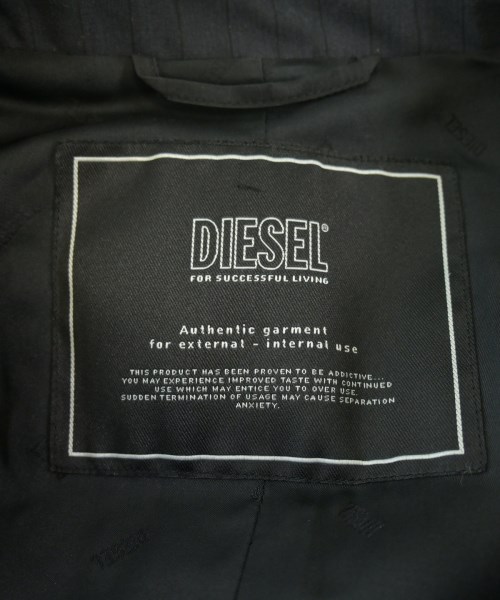 DIESEL®
FOR SUCCESSFUL LIVING
Authentic garment
for external - internal use
THIS PRODUCT HAS BEEN PROVEN TO BE ADDICTIVE...
YOU MAY EXPERIENCE IMPROVED TASTE WITH CONTINUED
USE WHICH MAY ENTICE YOU TO OVER USE.
SUDDEN TERMINATION OF USAGE MAY CAUSE SEPARATION
ANXIETY.
DIESEL